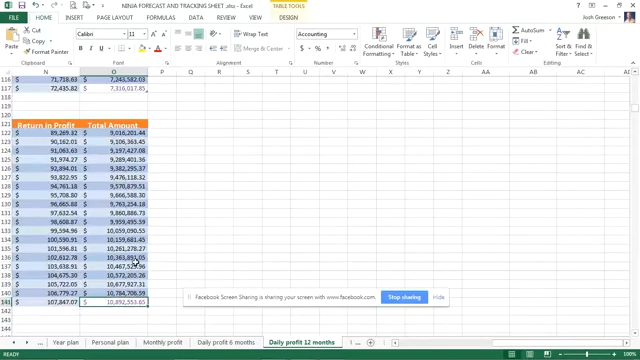 NINJA FORECAST AND TRACKING SHEET .xlsx - Excel
TABLE TOOLS
FILE HOME INSERT PAGE LAYOUT FORMULAS DATA REVIEW VIEW DESIGN Josh Greeson
Cut
Copy
Format Painter
Paste
Calibri 11
Wrap Text
Merge & Center
$ %
Conditional Formatting
Format as Table
Cell Styles
Insert Delete Format
AutoSum
Fill
Clear
Sort & Filter
Find & Select
Clipboard Font Alignment Number Styles Cells Editing
N O P Q R S T U V W X Y Z AA AB AC AD
116 $ 71,718.63 $ 7,243,582.03
117 $ 72,435.82 $ 7,316,017.85
118
119
120
121 Return in Profit Total Amount
122 $ 89,269.32 $ 9,016,201.44
123 $ 90,162.01 $ 9,106,363.45
124 $ 91,063.63 $ 9,197,427.08
125 $ 91,974.27 $ 9,289,401.36
126 $ 92,894.01 $ 9,382,295.37
127 $ 93,822.95 $ 9,476,118.32
128 $ 94,761.18 $ 9,570,879.51
129 $ 95,708.80 $ 9,666,588.30
130 $ 96,665.88 $ 9,763,254.18
131 $ 97,632.54 $ 9,860,886.73
132 $ 98,608.87 $ 9,959,495.59
133 $ 99,594.96 $ 10,059,090.55
134 $ 100,590.91 $ 10,159,681.45
135 $ 101,596.81 $ 10,261,278.27
136 $ 102,612.78 $ 10,363,891.05
137 $ 103,638.91 $ 10,467,529.96
138 $ 104,675.30 $ 10,572,205.26
139 $ 105,722.05 $ 10,677,927.31
140 $ 106,779.27 $ 10,784,706.59
141 $ 107,847.07 $ 10,892,553.65
142
143
144
Facebook Screen Sharing is sharing your screen with www.facebook.com. Stop sharing Hide
... Year plan Personal plan Monthly profit Daily profit 6 months Daily profit 12 months
100%